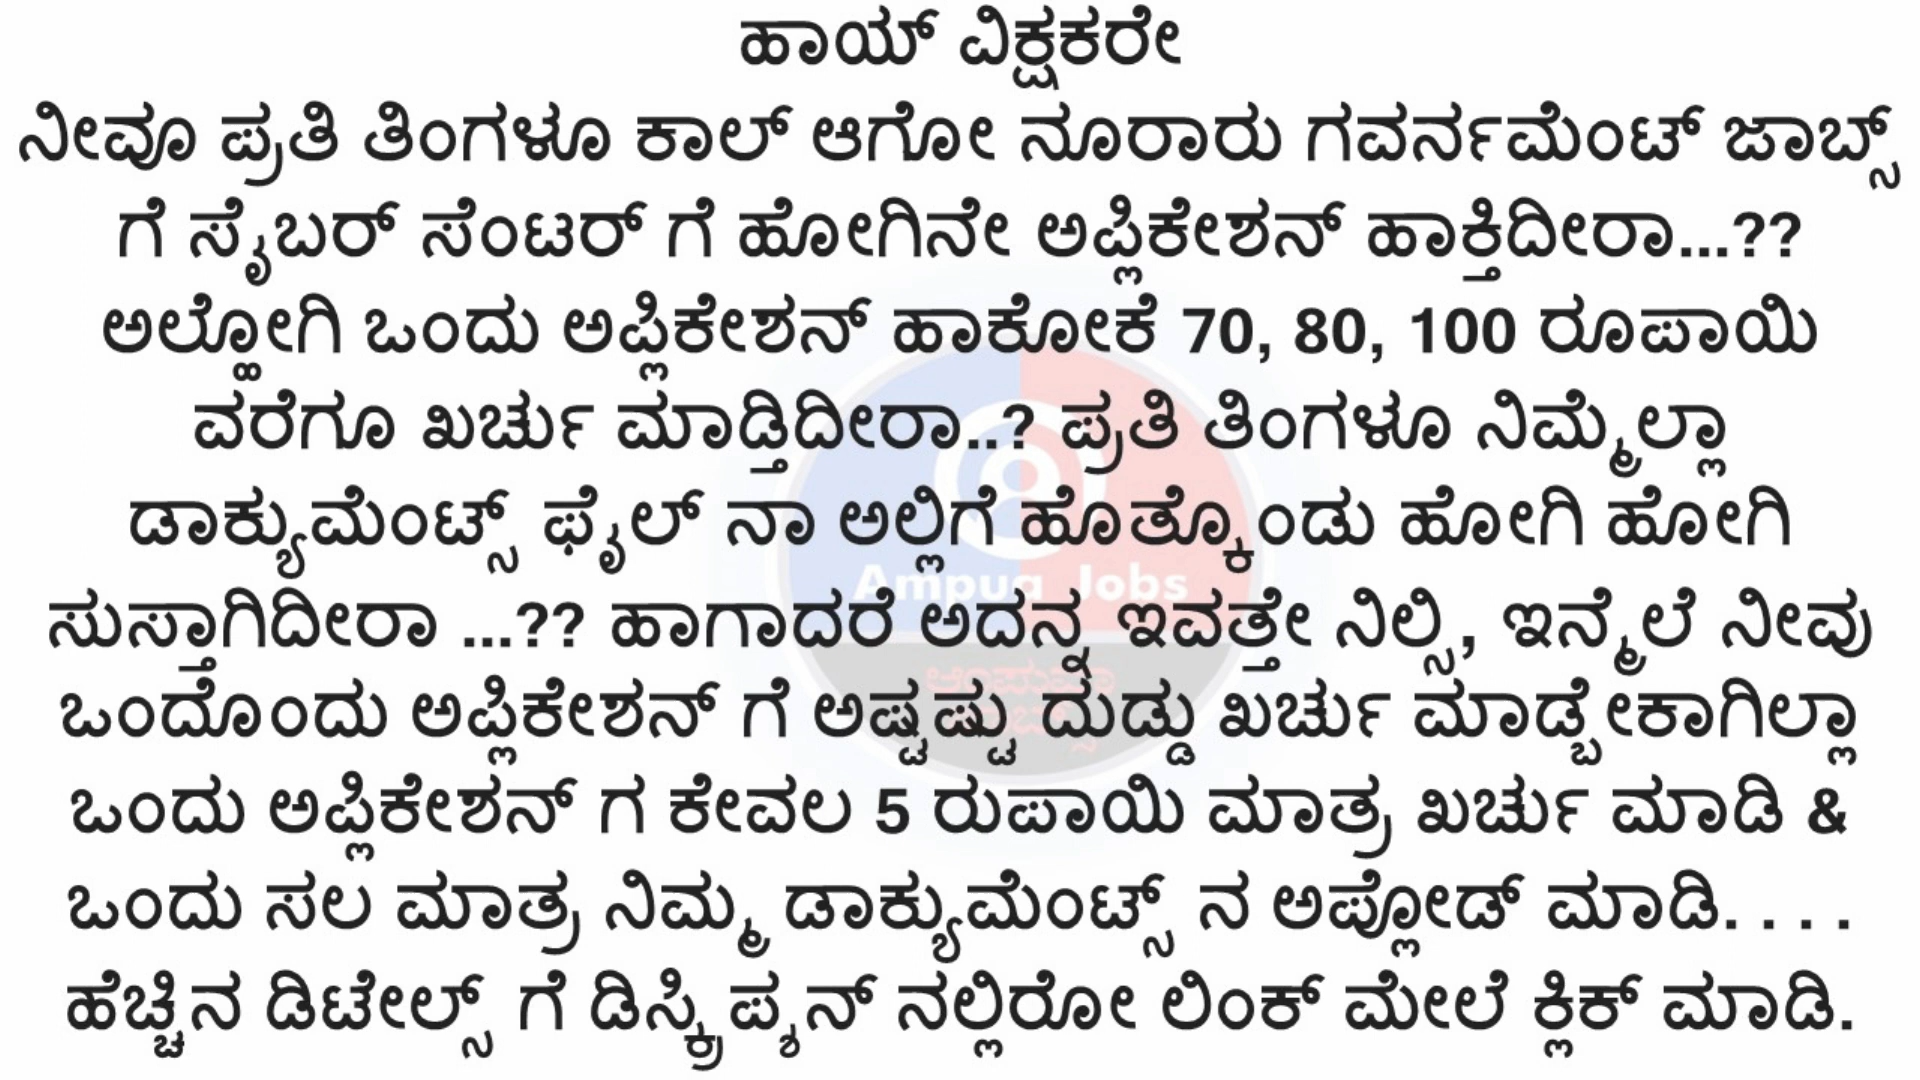 ಹಾಯ್ ವಿಕ್ಷಕರೇ
ನೀವೂ ಪ್ರತಿ ತಿಂಗಳೂ ಕಾಲ್ ಆಗೋ ನೂರಾರು ಗವರ್ನಮೆಂಟ್ ಜಾಬ್ಸ್
ಗೆ ಸೈಬರ್ ಸೆಂಟರ್ ಗೆ ಹೋಗಿನೇ ಅಪ್ಲಿಕೇಶನ್ ಹಾಕ್ತಿದೀರಾ...??
ಅಲ್ಹೋಗಿ ಒಂದು ಅಪ್ಲಿಕೇಶನ್ ಹಾಕೋಕೆ 70, 80, 100 ರೂಪಾಯಿ
ವರೆಗೂ ಖರ್ಚು ಮಾಡ್ತಿದೀರಾ..? ಪ್ರತಿ ತಿಂಗಳೂ ನಿಮ್ಮೆಲ್ಲಾ
ಡಾಕ್ಯುಮೆಂಟ್ಸ್ ಫೈಲ್ ನಾ ಅಲ್ಲಿಗೆ ಹೊತ್ಕೊಂಡು ಹೋಗಿ ಹೋಗಿ
ಸುಸ್ತಾಗಿದೀರಾ ...?? ಹಾಗಾದರೆ ಅದನ್ನ ಇವತ್ತೇ ನಿಲ್ಸಿ, ಇನ್ಮೆಲೆ ನೀವು
ಒಂದೊಂದು ಅಪ್ಲಿಕೇಶನ್ ಗೆ ಅಷ್ಟಷ್ಟು ದುಡ್ಡು ಖರ್ಚು ಮಾಡ್ಬೇಕಾಗಿಲ್ಲಾ
ಒಂದು ಅಪ್ಲಿಕೇಶನ್ ಗ ಕೇವಲ 5 ರುಪಾಯಿ ಮಾತ್ರ ಖರ್ಚು ಮಾಡಿ &
ಒಂದು ಸಲ ಮಾತ್ರ ನಿಮ್ಮ ಡಾಕ್ಯುಮೆಂಟ್ಸ್ ನ ಅಪ್ಲೋಡ್ ಮಾಡಿ. . . .
ಹೆಚ್ಚಿನ ಡಿಟೇಲ್ಸ್ ಗೆ ಡಿಸ್ಕ್ರಿಪ್ಶನ್ ನಲ್ಲಿರೋ ಲಿಂಕ್ ಮೇಲೆ ಕ್ಲಿಕ್ ಮಾಡಿ.
Ampua Jobs